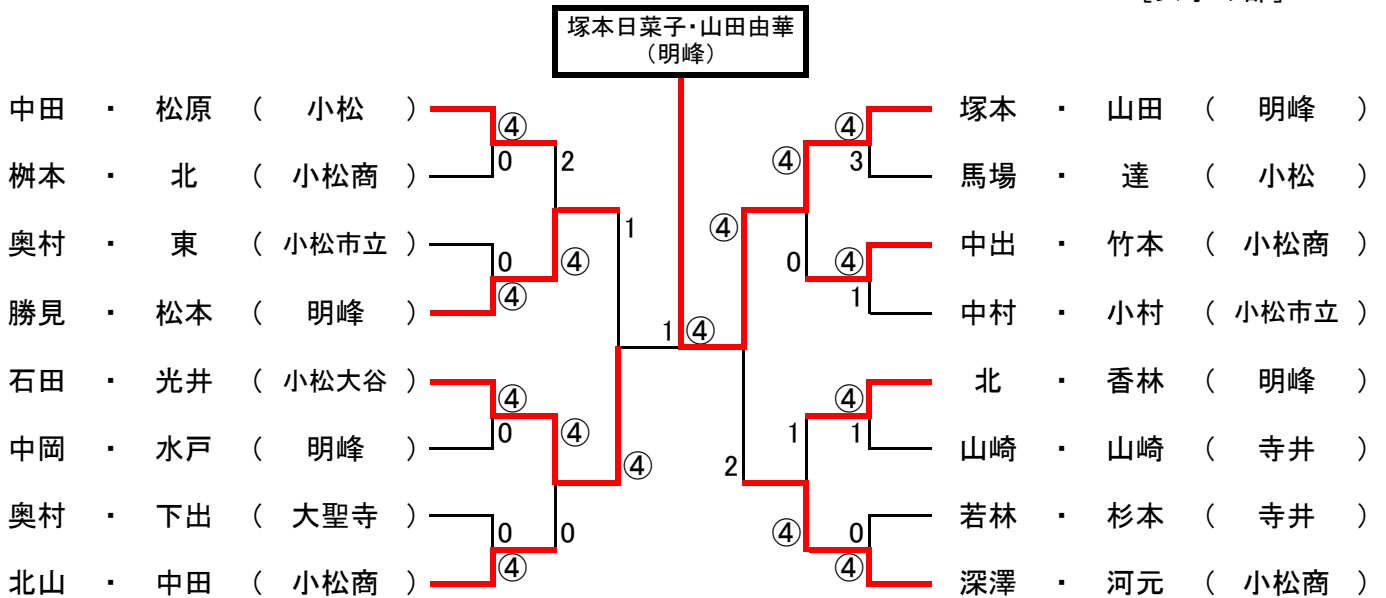 塚本日菜子・山田由華
（明峰）
中田 ・ 松原 （ 小松 ）
桝本 ・ 北 （ 小松商 ）
奥村 ・ 東 （ 小松市立 ）
勝見 ・ 松本 （ 明峰 ）
石田 ・ 光井 （ 小松大谷 ）
中岡 ・ 水戸 （ 明峰 ）
奥村 ・ 下出 （ 大聖寺 ）
北山 ・ 中田 （ 小松商 ）
④
0
2
0
④
④
1
④
0
④
④
0
0
④
1
④
④
3
④
④
0
④
1
④
1
1
2
④
0
④
塚本 ・ 山田 （ 明峰 ）
馬場 ・ 達 （ 小松 ）
中出 ・ 竹本 （ 小松商 ）
中村 ・ 小村 （ 小松市立 ）
北 ・ 香林 （ 明峰 ）
山崎 ・ 山崎 （ 寺井 ）
若林 ・ 杉本 （ 寺井 ）
深澤 ・ 河元 （ 小松商 ）